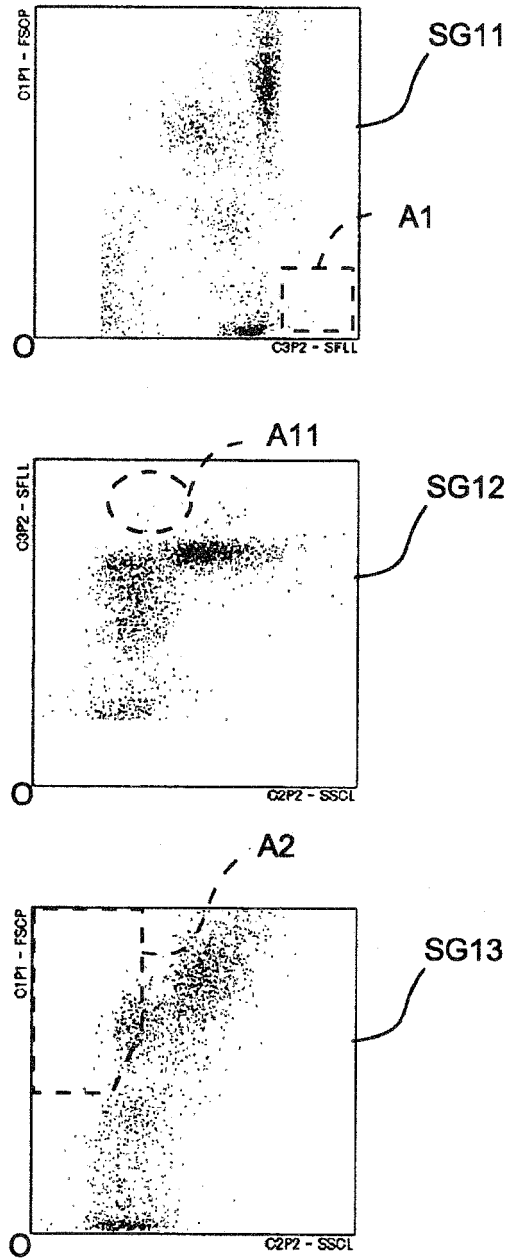 C1P1 - FSCP
SG11
A1
O
C3P2 - SFLL
A11
C3P2 - SFLL
SG12
O
C2P2 - SSCL
A2
C1P1 - FSCP
SG13
O
C2P2 - SSCL